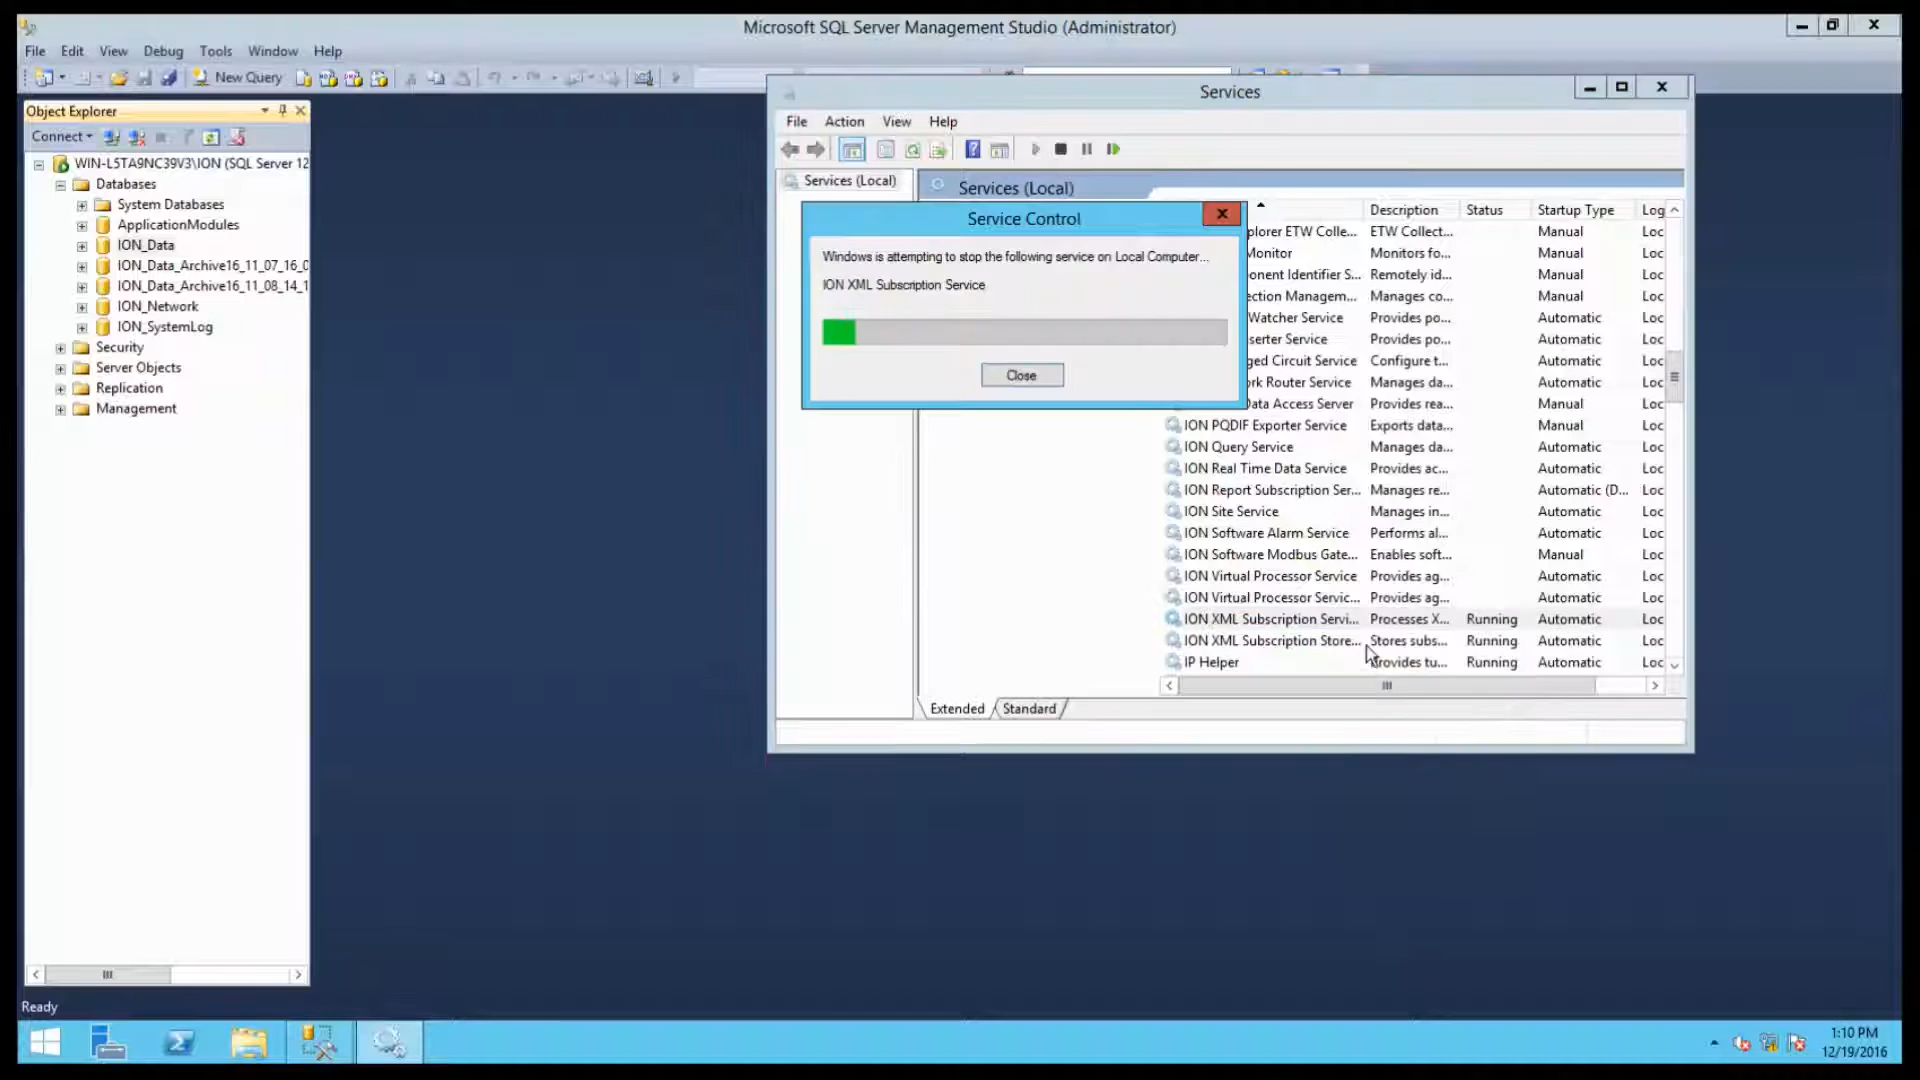 Microsoft SQL Server Management Studio (Administrator)
File Edit View Debug Tools Window Help
New Query
Object Explorer
Connect
WIN-L5TA9NC39V3\ION (SQL Server 12
Databases
System Databases
ApplicationModules
ION_Data
ION_Data_Archive16_11_07_16_0
ION_Data_Archive16_11_08_14_1
ION_Network
ION_SystemLog
Security
Server Objects
Replication
Management
Ready
Services
File Action View Help
Services (Local)
Services (Local)
Service Control
Windows is attempting to stop the following service on Local Computer...
ION XML Subscription Service
Close
Description Status Startup Type Log
plorer ETW Colle... ETW Collect... Manual Loc
Monitor Monitors fo... Manual Loc
onent Identifier S... Remotely id... Manual Loc
ection Managem... Manages co... Manual Loc
Watcher Service Provides po... Automatic Loc
serter Service Provides po... Automatic Loc
ged Circuit Service Configure t... Automatic Loc
rk Router Service Manages da... Automatic Loc
Data Access Server Provides rea... Manual Loc
ION PQDIF Exporter Service Exports data... Manual Loc
ION Query Service Manages da... Automatic Loc
ION Real Time Data Service Provides ac... Automatic Loc
ION Report Subscription Ser... Manages re... Automatic (D... Loc
ION Site Service Manages in... Automatic Loc
ION Software Alarm Service Performs al... Automatic Loc
ION Software Modbus Gate... Enables soft... Manual Loc
ION Virtual Processor Service Provides ag... Automatic Loc
ION Virtual Processor Servic... Provides ag... Automatic Loc
ION XML Subscription Servi... Processes X... Running Automatic Loc
ION XML Subscription Store... Stores subs... Running Automatic Loc
IP Helper Provides tu... Running Automatic Loc
Extended Standard
1:10 PM
12/19/2016